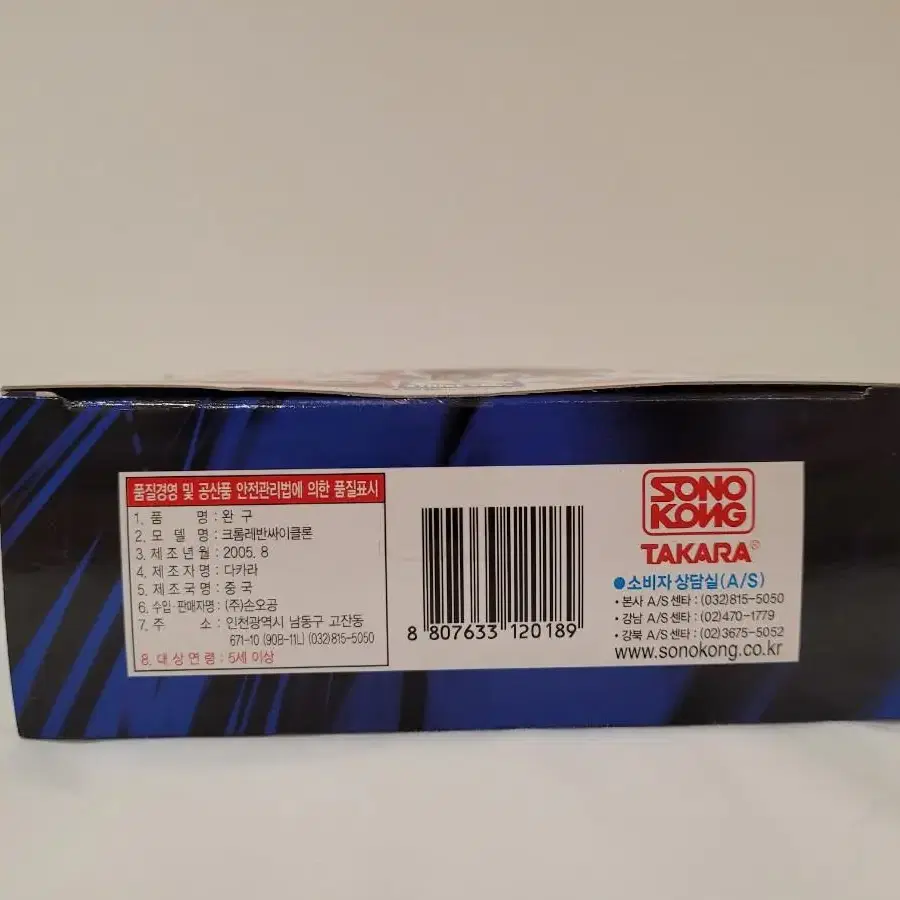 품질경영 및 공산품 안전관리법에 의한 품질표시
1. 품 명 : 완 구
2. 모 델 명 : 크롬레반싸이클론
3. 제 조 년 월 : 2005. 8
4. 제 조 자 명 : 다카라
5. 제 조 국 명 : 중 국
6. 수입·판매자명 : (주)손오공
7. 주 소 : 인천광역시 남동구 고잔동
671-10 (90B-11L) (032)815-5050
8. 대 상 연 령 : 5세 이상
8 807633 120189
SONO
KONG
TAKARA®
●소비자 상담실(A/S)
• 본사 A/S 센타 : (032)815-5050
• 강남 A/S 센타 : (02)470-1779
• 강북 A/S 센타 : (02)3675-5052
www.sonokong.co.kr